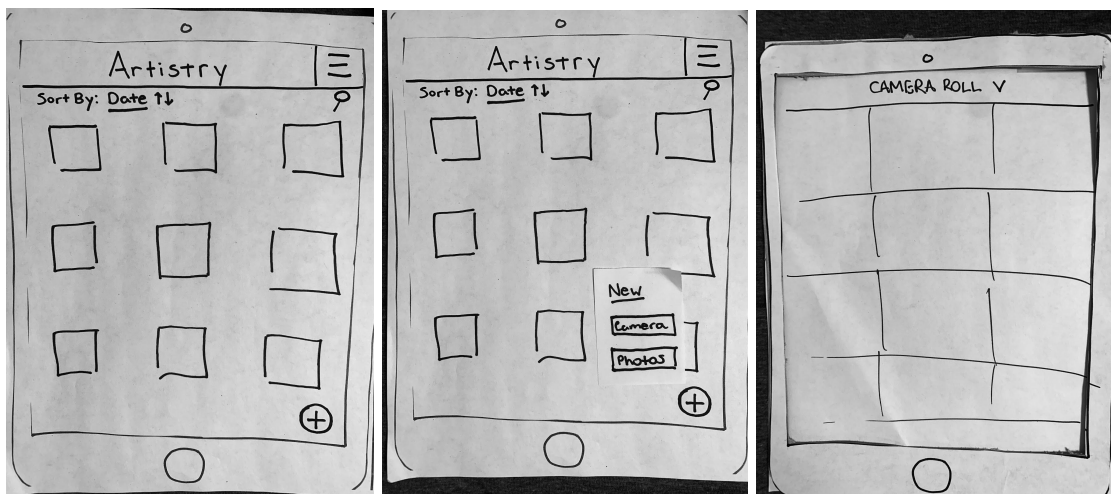 Artistry
Sort By: Date ↑↓
Artistry
Sort By: Date ↑↓
New
Camera
Photos
CAMERA ROLL V